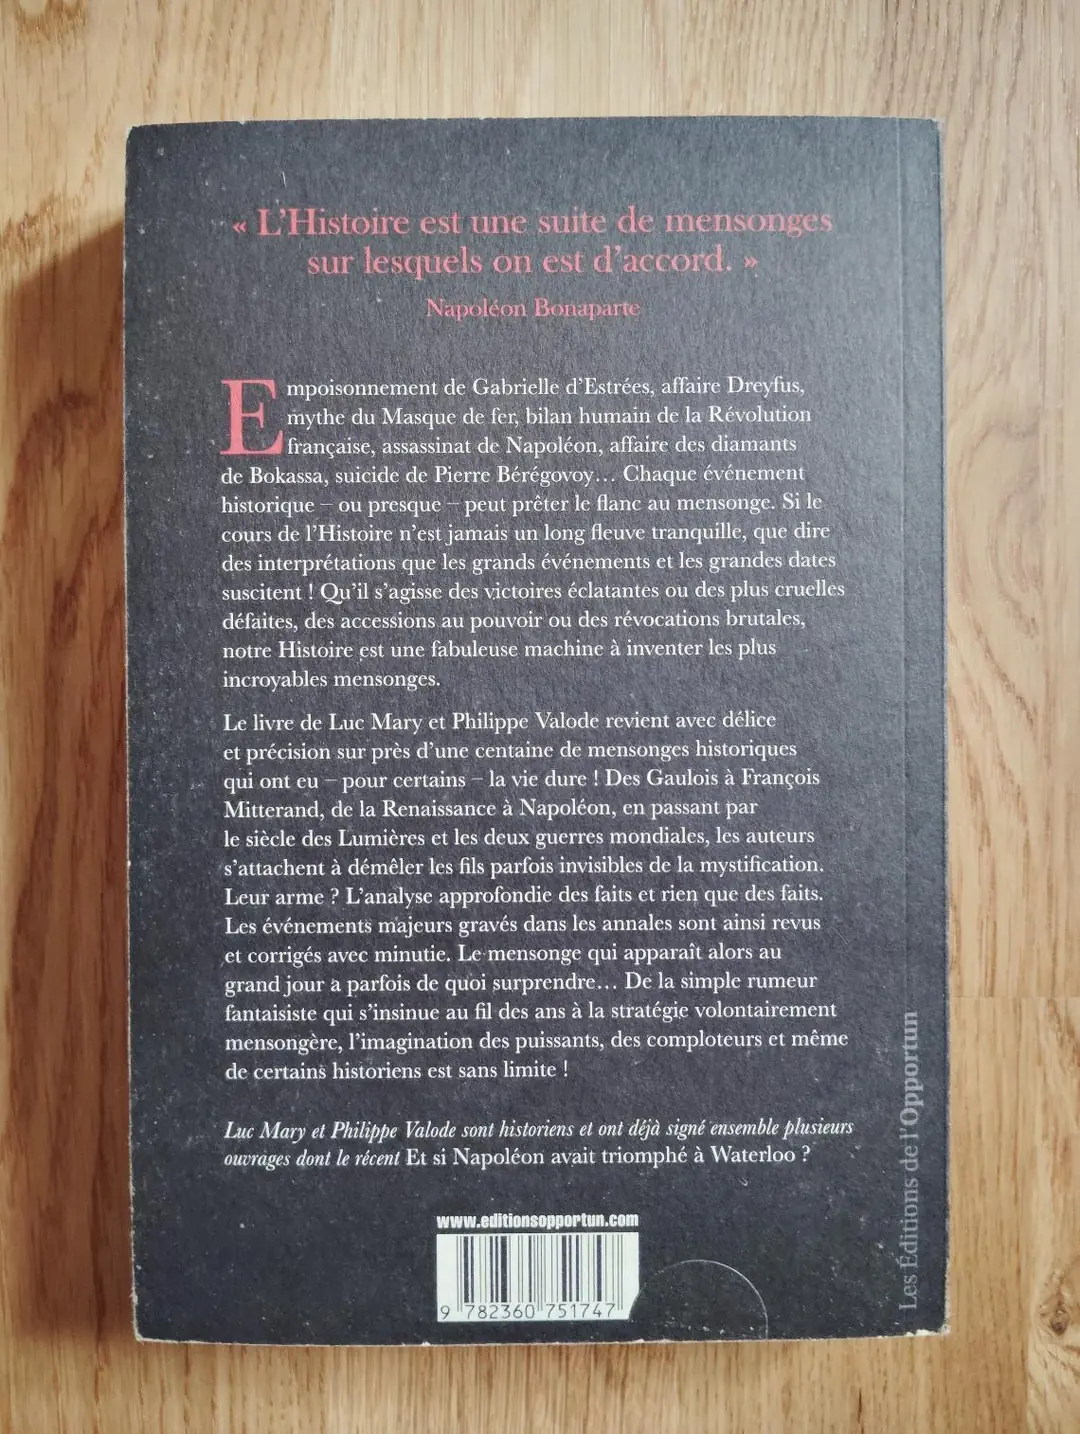 « L’Histoire est une suite de mensonges
sur lesquels on est d’accord. »
Napoléon Bonaparte
Empoisonnement de Gabrielle d’Estrées, affaire Dreyfus,
mythe du Masque de fer, bilan humain de la Révolution
française, assassinat de Napoléon, affaire des diamants
de Bokassa, suicide de Pierre Bérégovoy… Chaque événement
historique – ou presque – peut prêter le flanc au mensonge. Si le
cours de l’Histoire n’est jamais un long fleuve tranquille, que dire
des interprétations que les grands événements et les grandes dates
suscitent ! Qu’il s’agisse des victoires éclatantes ou des plus cruelles
défaites, des accessions au pouvoir ou des révocations brutales,
notre Histoire est une fabuleuse machine à inventer les plus
incroyables mensonges.
Le livre de Luc Mary et Philippe Valode revient avec délice
et précision sur près d’une centaine de mensonges historiques
qui ont eu – pour certains – la vie dure ! Des Gaulois à François
Mitterand, de la Renaissance à Napoléon, en passant par
le siècle des Lumières et les deux guerres mondiales, les auteurs
s’attachent à démêler les fils parfois invisibles de la mystification.
Leur arme ? L’analyse approfondie des faits et rien que des faits.
Les événements majeurs gravés dans les annales sont ainsi revus
et corrigés avec minutie. Le mensonge qui apparaît alors au
grand jour a parfois de quoi surprendre… De la simple rumeur
fantaisiste qui s’insinue au fil des ans à la stratégie volontairement
mensongère, l’imagination des puissants, des comploteurs et même
de certains historiens est sans limite !
Luc Mary et Philippe Valode sont historiens et ont déjà signé ensemble plusieurs
ouvrages dont le récent Et si Napoléon avait triomphé à Waterloo ?
www.editionsopportun.com
9 782360 751747
Les Éditions de l’Opportun